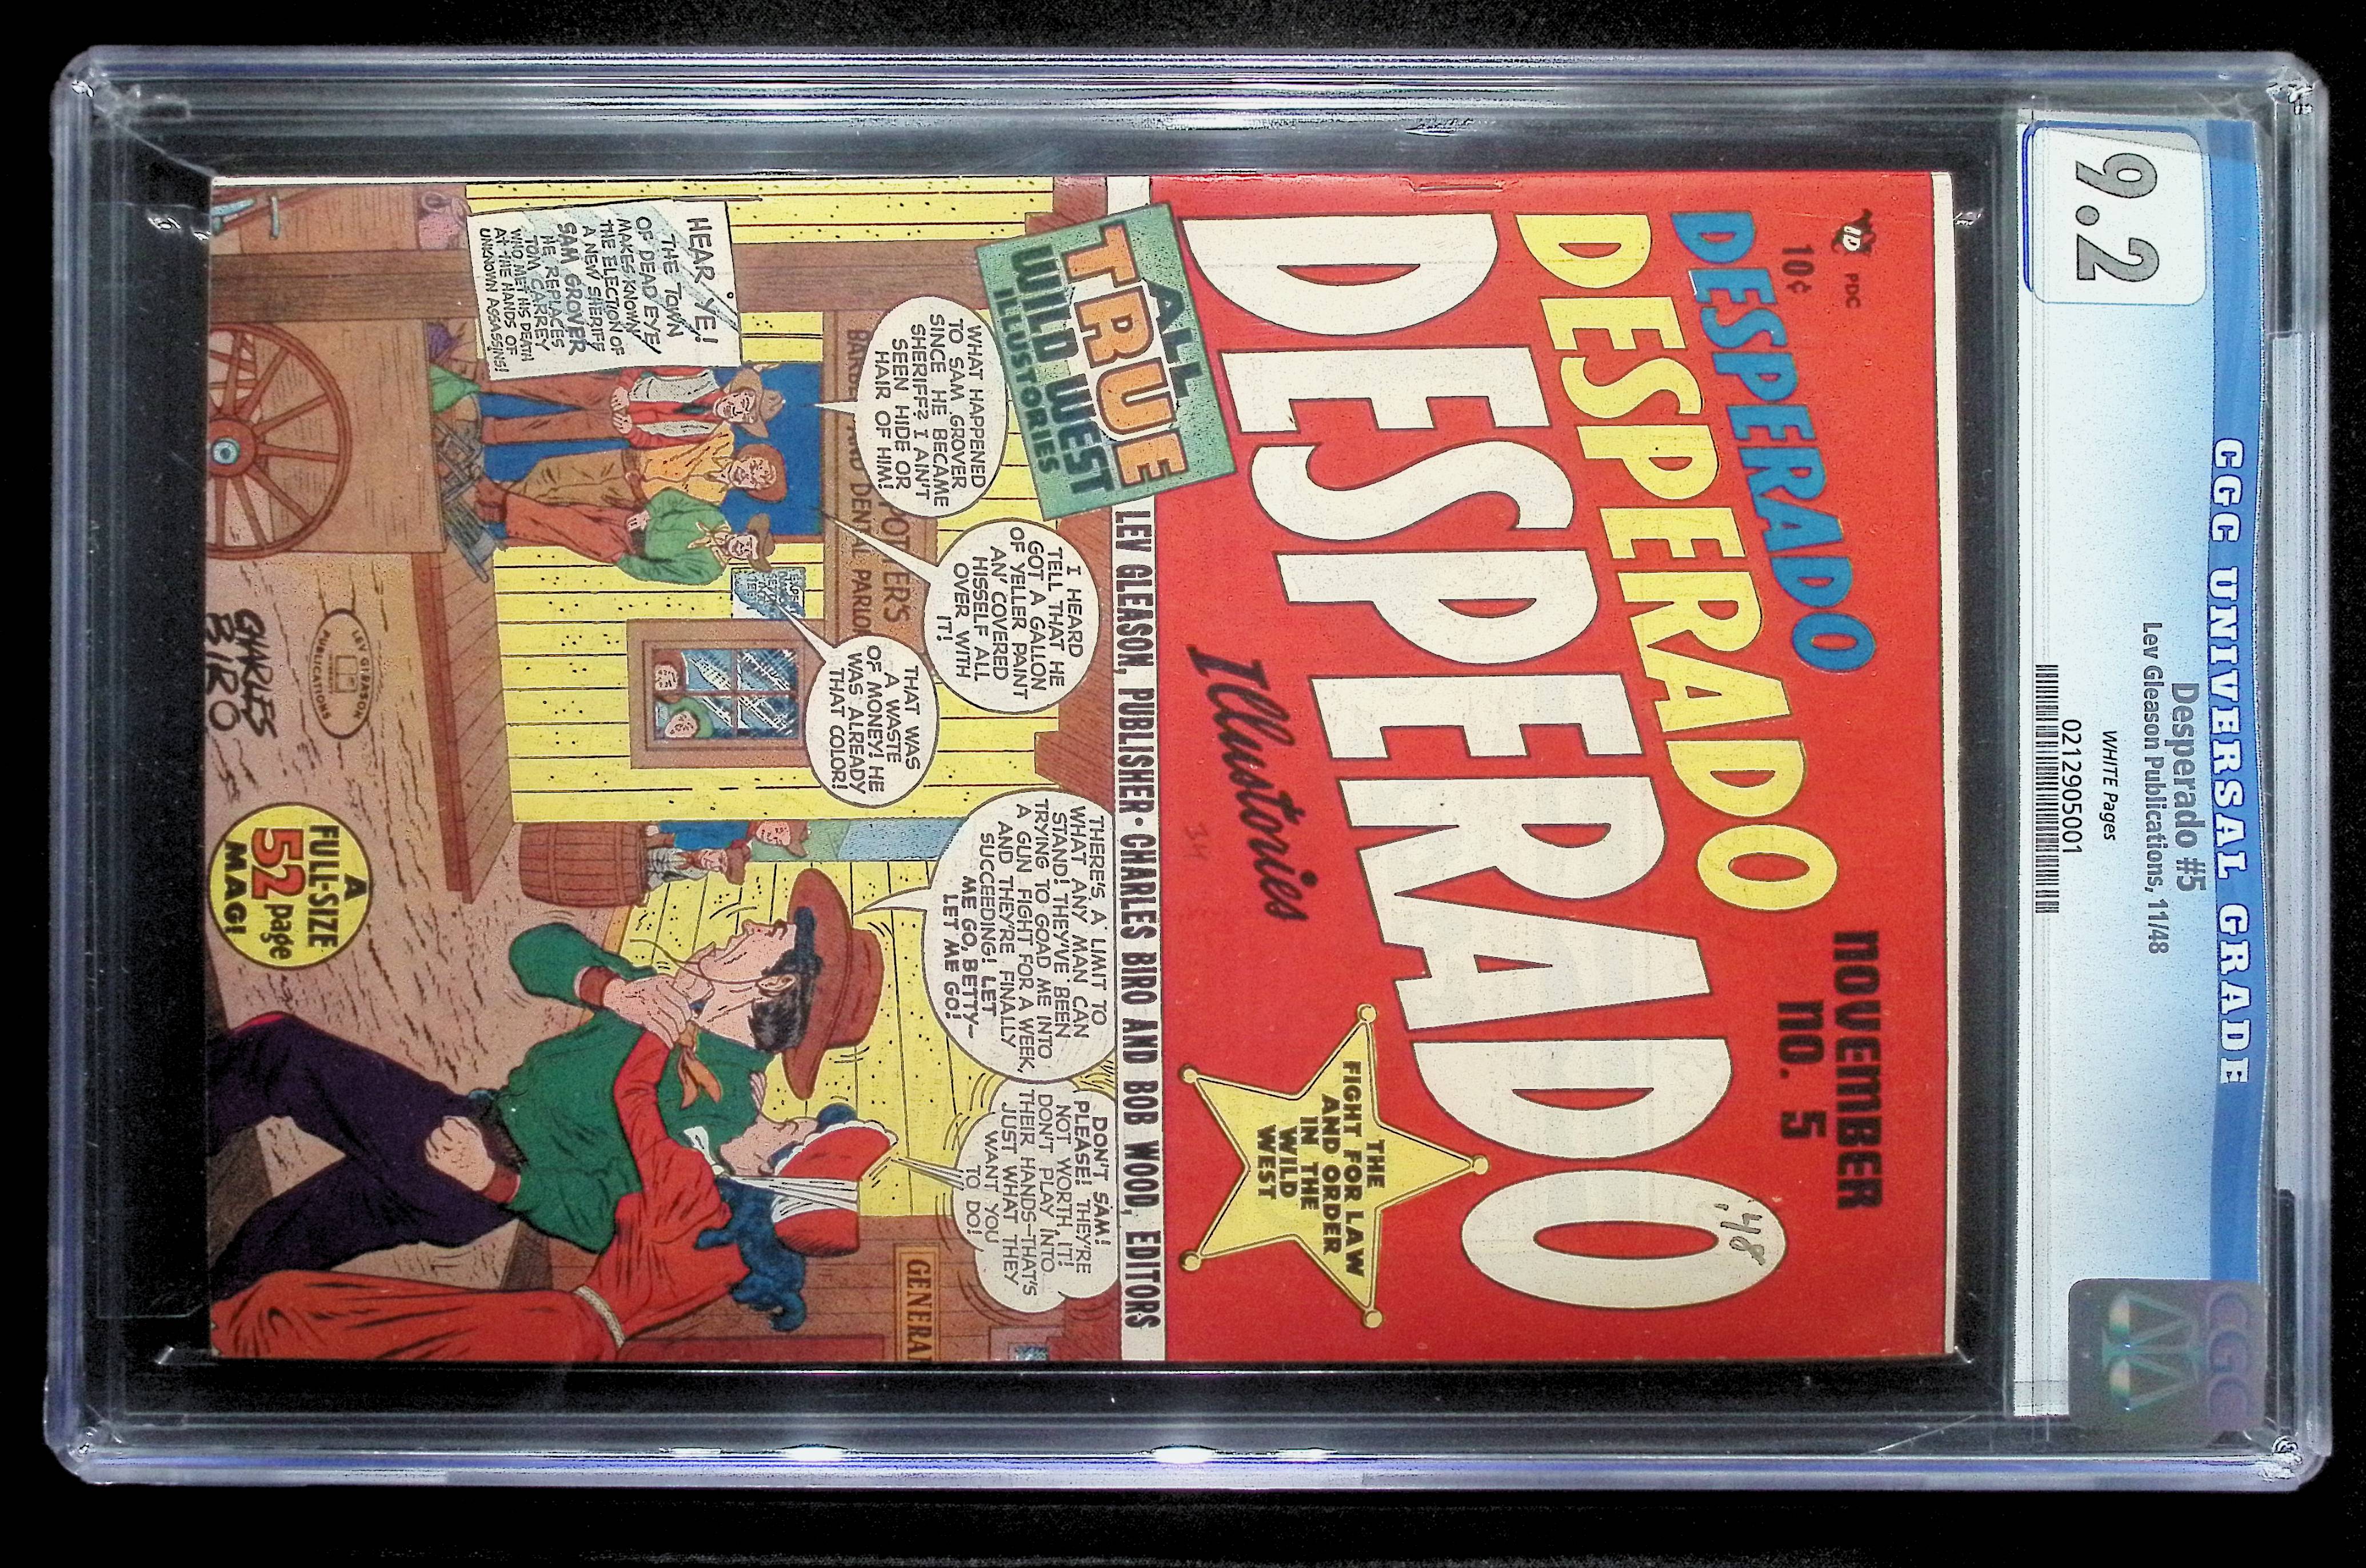 CGC UNIVERSAL GRADE
9.2
Desperado #5
Lev Gleason Publications, 11/48
WHITE Pages
0212905001
CGC
PDC
10¢
DESPERADO
DESPERADO
DESPERADO
Illustories
NOVEMBER
NO. 5
'48
THE
FIGHT FOR LAW
AND ORDER
IN THE
WILD
WEST
ALL
TRUE
WILD WEST
ILLUSTORIES
LEV GLEASON, PUBLISHER · CHARLES BIRO AND BOB WOOD, EDITORS
WHAT HAPPENED
TO SAM GROVER
SINCE HE BECAME
SHERIFF? I AIN'T
SEEN HIDE OR
HAIR OF HIM!
I HEARD
TELL THAT HE
GOT A GALLON
OF YELLER PAINT
AN' COVERED
HISSELF ALL
OVER WITH
IT!
THAT WAS
A WASTE
OF MONEY! HE
WAS ALREADY
THAT COLOR!
THERE'S A LIMIT TO
WHAT ANY MAN CAN
STAND! THEY'VE BEEN
TRYING TO GOAD ME INTO
A GUN FIGHT FOR A WEEK,
AND THEY'RE FINALLY
SUCCEEDING! LET
ME GO, BETTY--
LET ME GO!
DON'T SAM!
PLEASE! THEY'RE
NOT WORTH IT!
DON'T PLAY INTO
THEIR HANDS--THAT'S
JUST WHAT THEY
WANT YOU
TO DO!
GENERAL
HEAR YE!
THE TOWN
OF DEAD EYE
MAKES KNOWN
THE ELECTION OF
A NEW SHERIFF
SAM GROVER
HE REPLACES
TOM CARREY
WHO MET HIS DEATH
AT THE HANDS OF
UNKNOWN ASSASSINS!
POTTER'S
AND DENTAL PARLOR
LEV GLEASON
PUBLICATIONS
CHARLES
BIRO
A
FULL-SIZE
52 page
MAG!